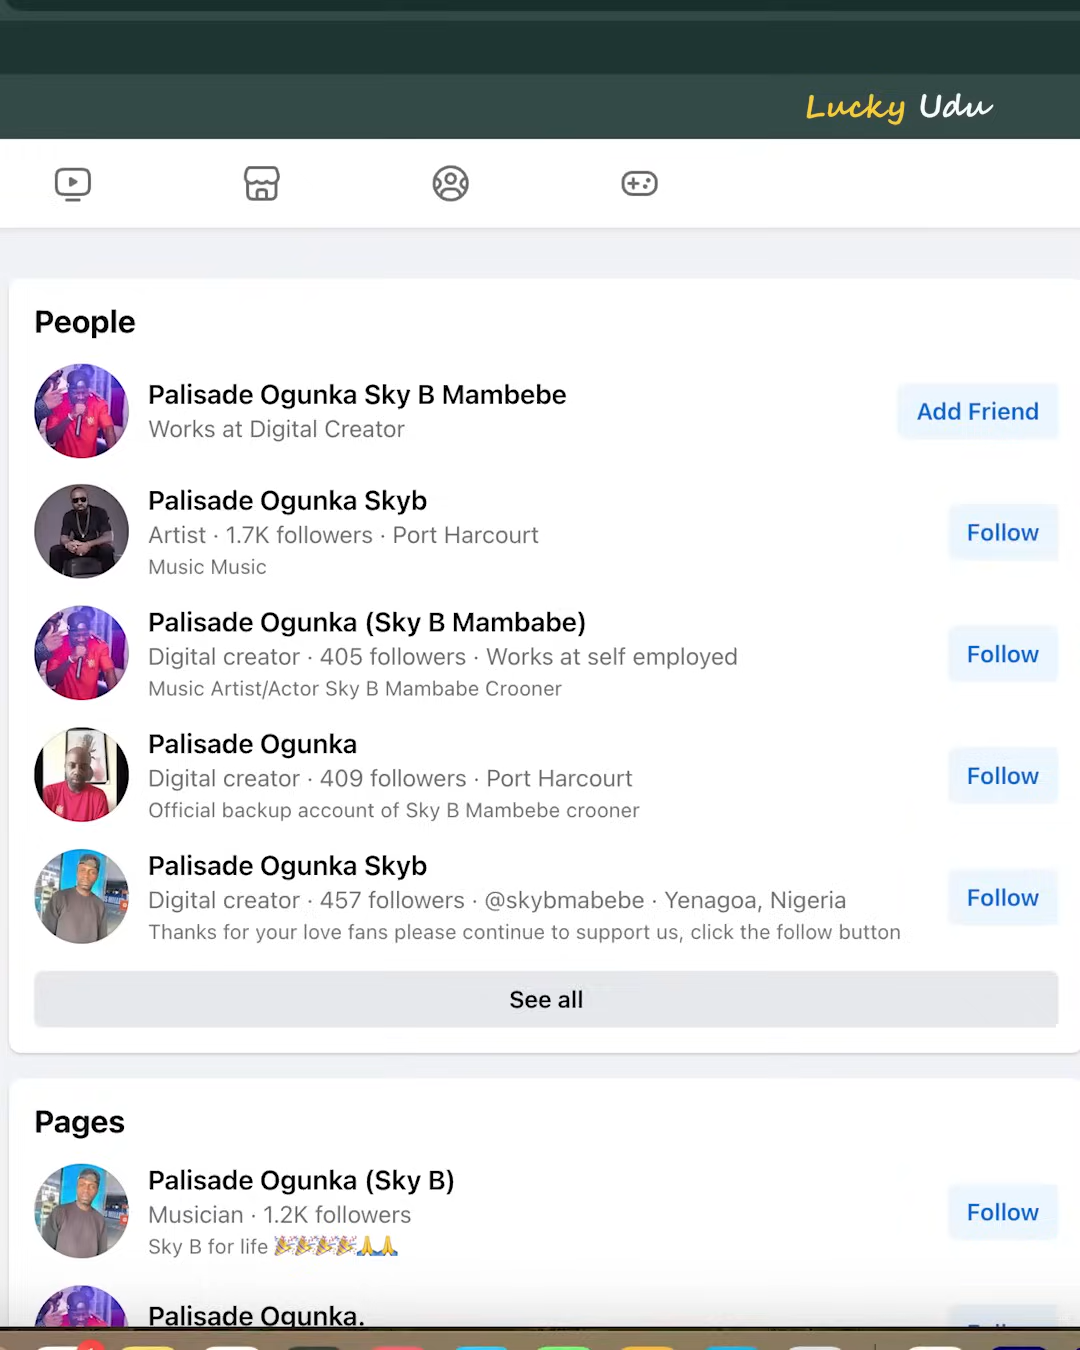 Lucky Udu
People
Palisade Ogunka Sky B Mambebe
Works at Digital Creator
Add Friend
Palisade Ogunka Skyb
Artist · 1.7K followers · Port Harcourt
Music Music
Follow
Palisade Ogunka (Sky B Mambabe)
Digital creator · 405 followers · Works at self employed
Music Artist/Actor Sky B Mambabe Crooner
Follow
Palisade Ogunka
Digital creator · 409 followers · Port Harcourt
Official backup account of Sky B Mambebe crooner
Follow
Palisade Ogunka Skyb
Digital creator · 457 followers · @skybmabebe · Yenagoa, Nigeria
Thanks for your love fans please continue to support us, click the follow button
Follow
See all
Pages
Palisade Ogunka (Sky B)
Musician · 1.2K followers
Sky B for life 🎉🎉🎉🎉🙏🙏
Follow
Palisade Ogunka.